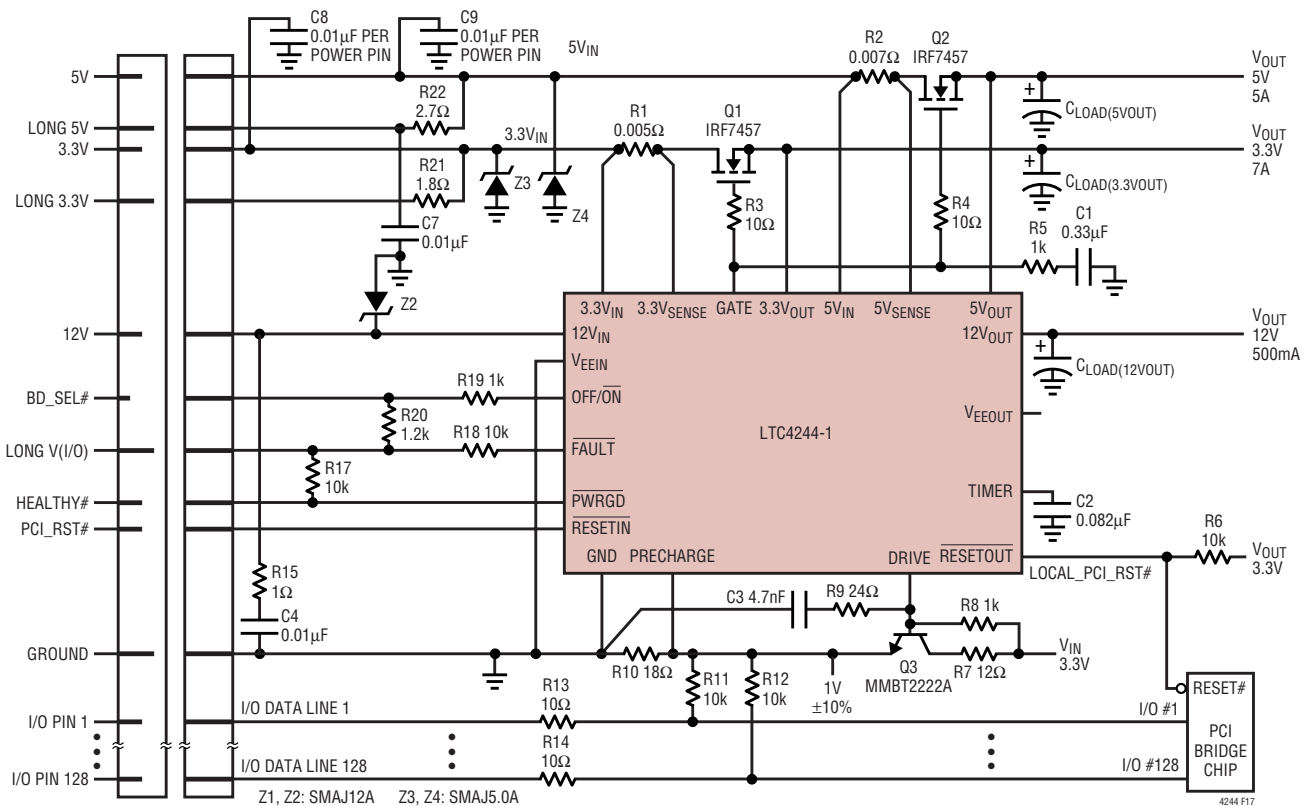 C8
0.01µF PER
POWER PIN
C9
0.01µF PER
POWER PIN
5VIN
R2
0.007Ω
Q2
IRF7457
5V
VOUT
5V
5A
R22
2.7Ω
R1
0.005Ω
Q1
IRF7457
+
CLOAD(5VOUT)
LONG 5V
3.3VIN
3.3V
VOUT
3.3V
7A
R21
1.8Ω
Z3
Z4
+
CLOAD(3.3VOUT)
LONG 3.3V
R3
10Ω
R4
10Ω
C1
0.33µF
R5
1k
C7
0.01µF
Z2
3.3VIN 3.3VSENSE GATE 3.3VOUT 5VIN 5VSENSE 5VOUT
12V
12VIN
12VOUT
VOUT
12V
500mA
VEEIN
+
CLOAD(12VOUT)
BD_SEL#
R19 1k
OFF/ON
R20
1.2k
VEEOUT
LTC4244-1
LONG V(I/O)
R18 10k
FAULT
R17
10k
TIMER
C2
0.082µF
HEALTHY#
PWRGD
PCI_RST#
RESETIN
R6
10k
GND PRECHARGE DRIVE RESETOUT
VOUT
3.3V
LOCAL_PCI_RST#
R15
1Ω
C4
0.01µF
C3 4.7nF
R9 24Ω
R8 1k
GROUND
VIN
3.3V
R10 18Ω
R7 12Ω
Q3
MMBT2222A
R11
10k
R12
10k
1V
±10%
R13
10Ω
RESET#
I/O PIN 1
I/O DATA LINE 1
I/O #1
R14
10Ω
PCI
BRIDGE
CHIP
I/O PIN 128
I/O DATA LINE 128
I/O #128
Z1, Z2: SMAJ12A Z3, Z4: SMAJ5.0A
4244 F17